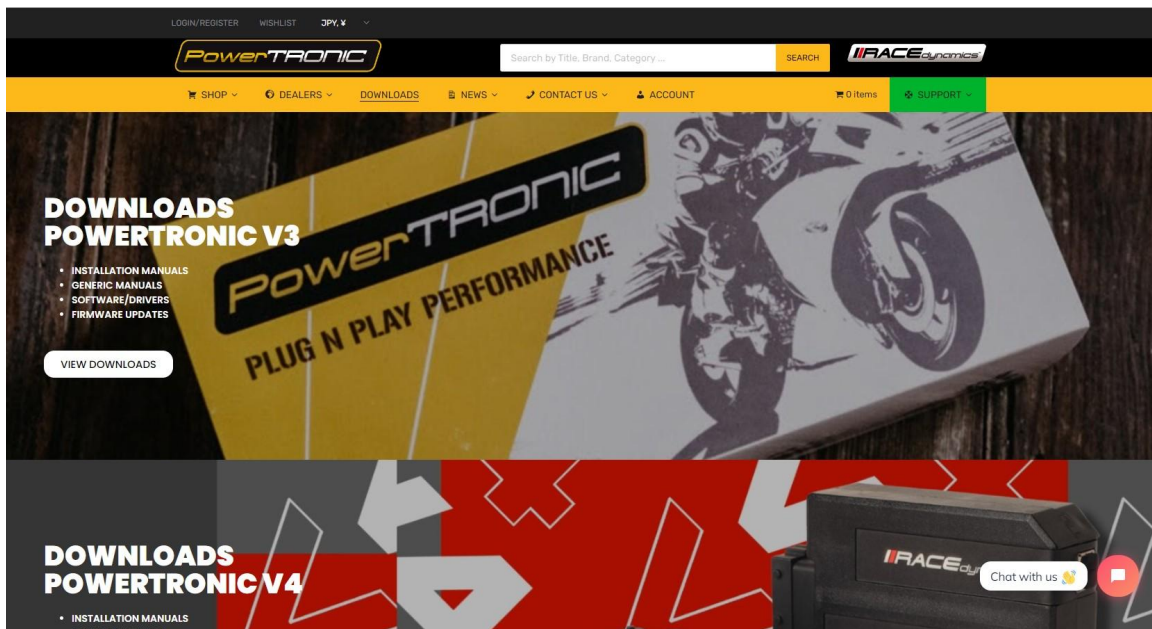 LOGIN/REGISTER WISHLIST JPY, ¥
PowerTRONIC
Search by Title, Brand, Category ...
SEARCH
RACEdynamics
SHOP DEALERS DOWNLOADS NEWS CONTACT US ACCOUNT 0 items SUPPORT
DOWNLOADS
POWERTRONIC V3
• INSTALLATION MANUALS
• GENERIC MANUALS
• SOFTWARE/DRIVERS
• FIRMWARE UPDATES
VIEW DOWNLOADS
PowerTRONIC
PLUG N PLAY PERFORMANCE
DOWNLOADS
POWERTRONIC V4
• INSTALLATION MANUALS
RACE
Chat with us 👋